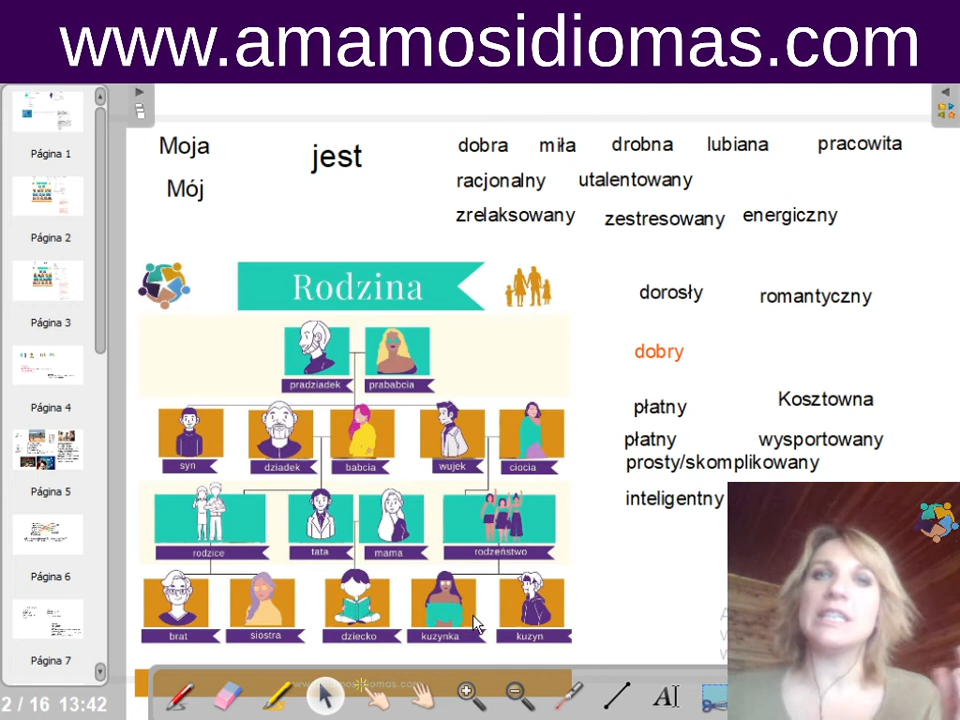 www.amamosidiomas.com
Página 1
Página 2
Página 3
Página 4
Página 5
Página 6
Página 7
2 / 16 13:42
Moja jest dobra miła drobna lubiana pracowita
Mój racjonalny utalentowany
zrelaksowany zestresowany energiczny
Rodzina
dorosły romantyczny
dobry
płatny Kosztowna
płatny wysportowany
prosty/skomplikowany
inteligentny
pradziadek prababcia
syn dziadek babcia wujek ciocia
rodzice tata mama rodzeństwo
brat siostra dziecko kuzynka kuzyn
AI